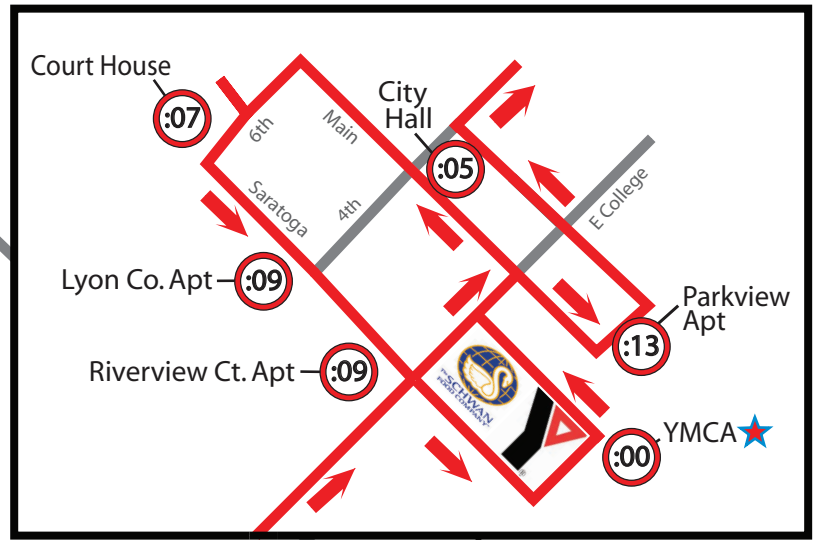 Court House
:07
6th
Main
City
Hall
:05
Saratoga
4th
E College
Lyon Co. Apt
:09
Parkview
Apt
:13
Riverview Ct. Apt
:09
THE
SCHWAN
FOOD COMPANY
®
YMCA
:00